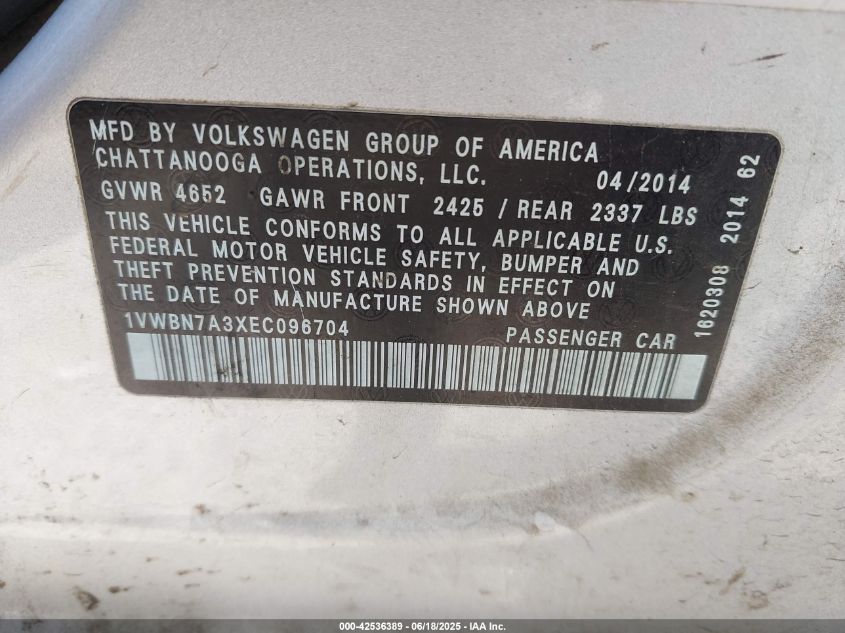 MFD BY VOLKSWAGEN GROUP OF AMERICA
CHATTANOOGA OPERATIONS, LLC. 04/2014
GVWR 4652 GAWR FRONT 2425 / REAR 2337 LBS
THIS VEHICLE CONFORMS TO ALL APPLICABLE U.S.
FEDERAL MOTOR VEHICLE SAFETY, BUMPER AND
THEFT PREVENTION STANDARDS IN EFFECT ON
THE DATE OF MANUFACTURE SHOWN ABOVE
1VWBN7A3XEC096704 PASSENGER CAR
1620308 2014 62
000-42536389 - 06/18/2025 - IAA Inc.